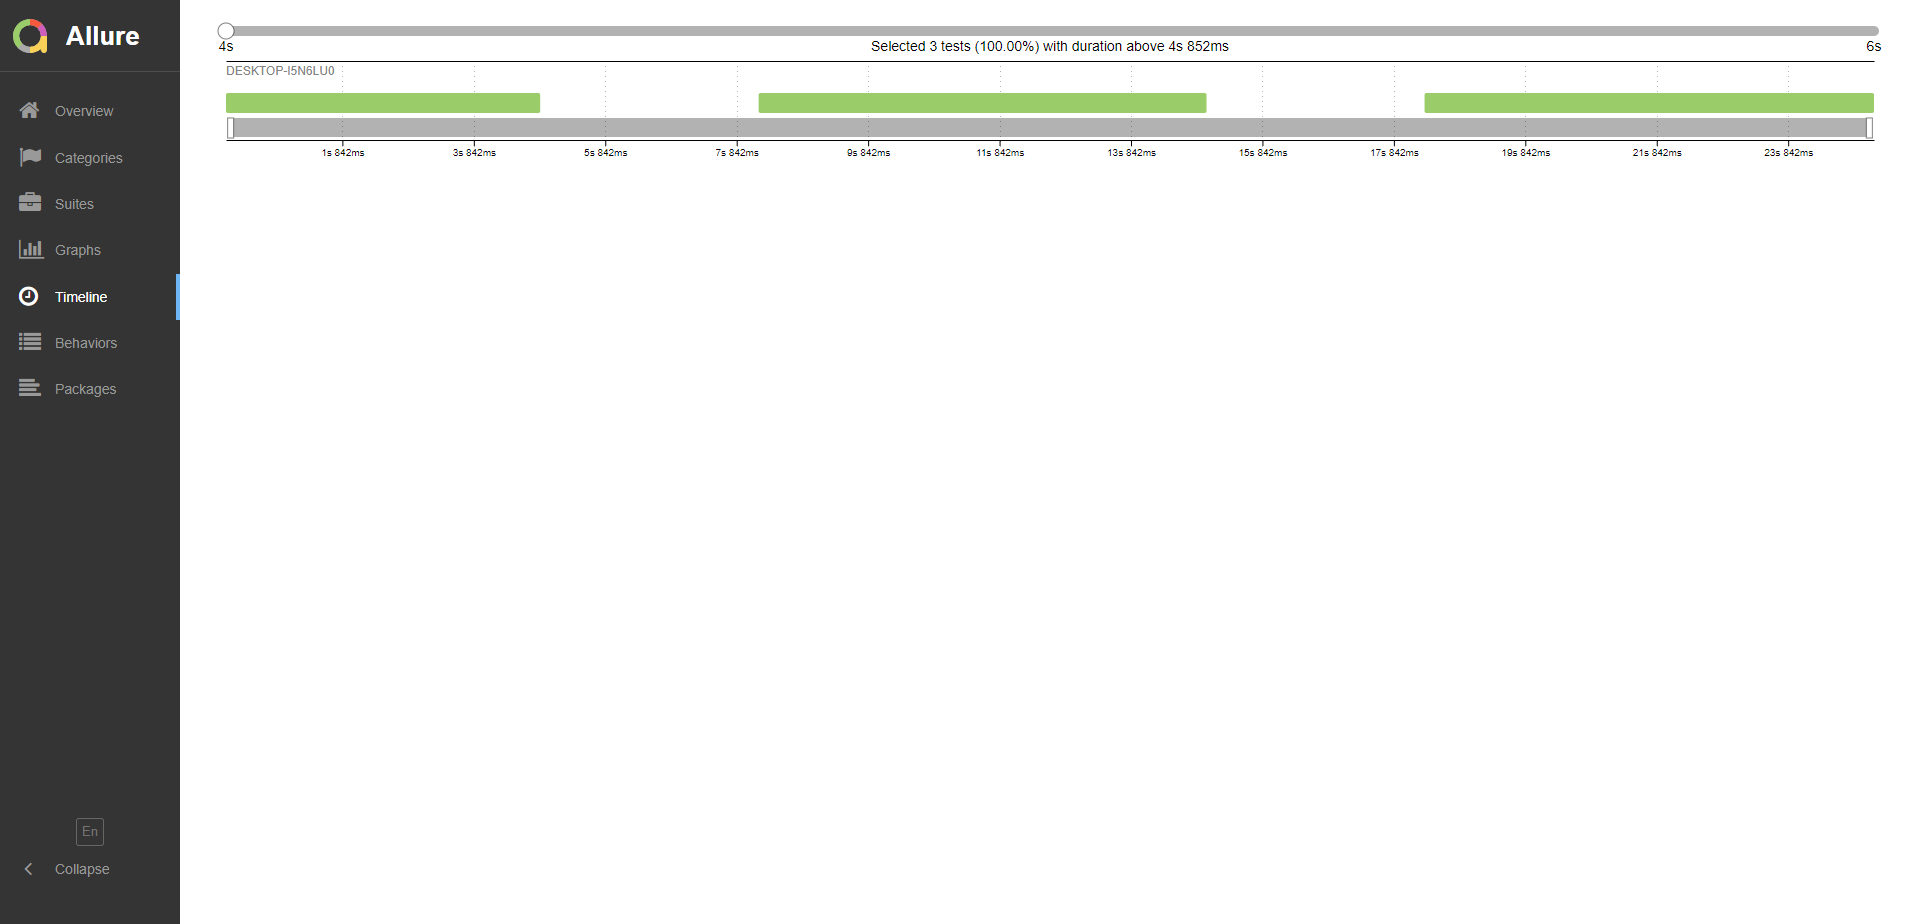 Allure
Overview
Categories
Suites
Graphs
Timeline
Behaviors
Packages
En
Collapse
4s
Selected 3 tests (100.00%) with duration above 4s 852ms
6s
DESKTOP-I5N6LU0
1s 842ms
3s 842ms
5s 842ms
7s 842ms
9s 842ms
11s 842ms
13s 842ms
15s 842ms
17s 842ms
19s 842ms
21s 842ms
23s 842ms